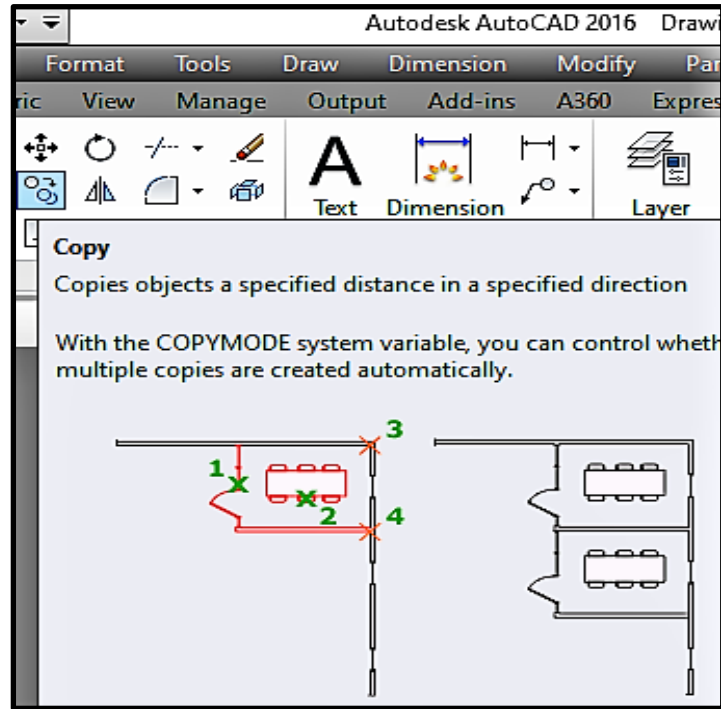 Autodesk AutoCAD 2016 Drawi
Format Tools Draw Dimension Modify Par
ric View Manage Output Add-ins A360 Expres
A
Text Dimension Layer
Copy
Copies objects a specified distance in a specified direction
With the COPYMODE system variable, you can control wheth
multiple copies are created automatically.
3
1
2 4